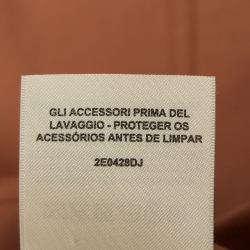 GLI ACCESSORI PRIMA DEL
LAVAGGIO - PROTEGER OS
ACESSÓRIOS ANTES DE LIMPAR
2E0428DJ